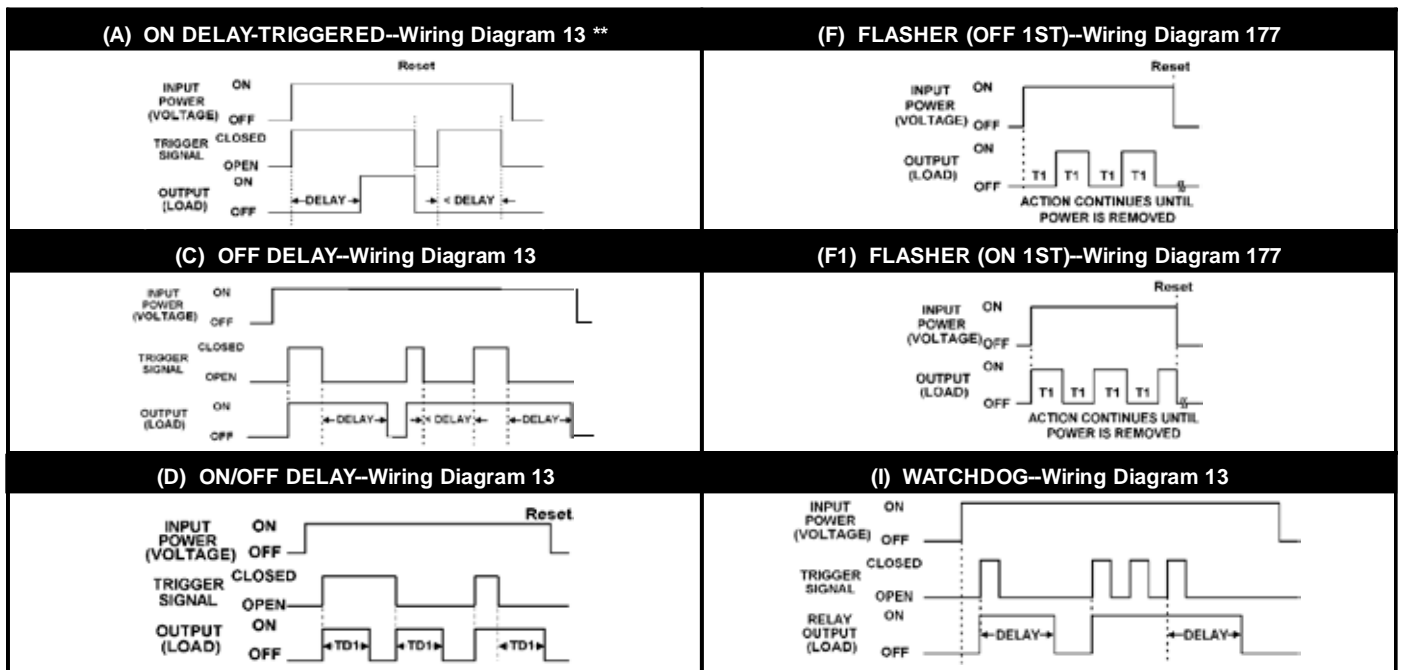 (A) ON DELAY-TRIGGERED--Wiring Diagram 13 **
Reset
INPUT POWER (VOLTAGE)
ON
OFF
TRIGGER SIGNAL
CLOSED
OPEN
OUTPUT (LOAD)
ON
OFF
DELAY
< DELAY
(F) FLASHER (OFF 1ST)--Wiring Diagram 177
Reset
INPUT POWER (VOLTAGE)
ON
OFF
OUTPUT (LOAD)
ON
OFF
T1 T1 T1 T1
ACTION CONTINUES UNTIL
POWER IS REMOVED
(C) OFF DELAY--Wiring Diagram 13
INPUT POWER (VOLTAGE)
ON
OFF
TRIGGER SIGNAL
CLOSED
OPEN
OUTPUT (LOAD)
ON
OFF
DELAY
< DELAY
DELAY
(F1) FLASHER (ON 1ST)--Wiring Diagram 177
Reset
INPUT POWER (VOLTAGE)
ON
OFF
OUTPUT (LOAD)
ON
OFF
T1 T1 T1 T1
ACTION CONTINUES UNTIL
POWER IS REMOVED
(D) ON/OFF DELAY--Wiring Diagram 13
Reset
INPUT POWER (VOLTAGE)
ON
OFF
TRIGGER SIGNAL
CLOSED
OPEN
OUTPUT (LOAD)
ON
OFF
TD1
TD1
TD1
(I) WATCHDOG--Wiring Diagram 13
INPUT POWER (VOLTAGE)
ON
OFF
TRIGGER SIGNAL
CLOSED
OPEN
RELAY OUTPUT (LOAD)
ON
OFF
DELAY
DELAY